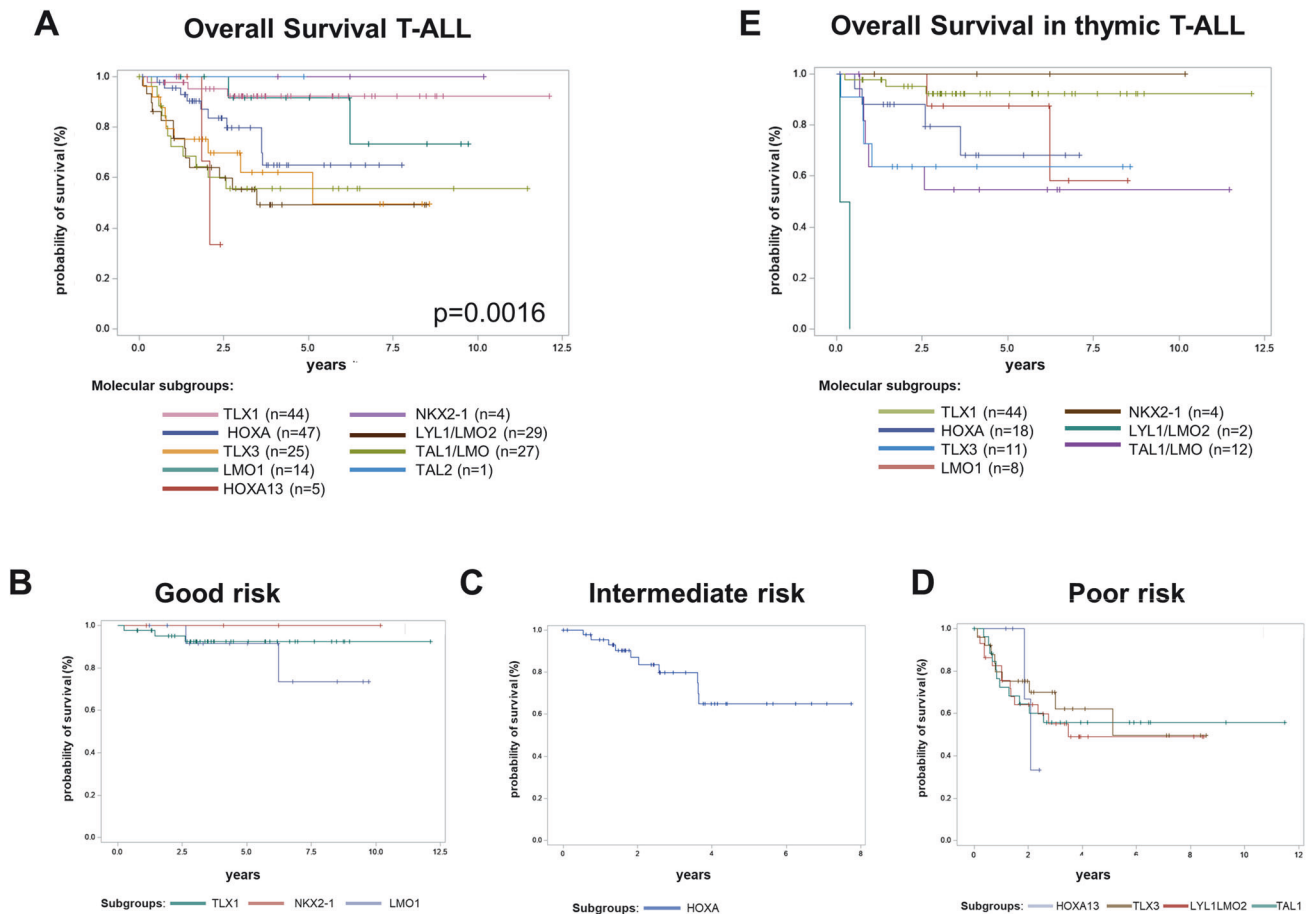 A
Overall Survival T-ALL
probability of survival (%)
1.0
0.8
0.6
0.4
0.2
0.0
p=0.0016
0.0 2.5 5.0 7.5 10.0 12.5
years
Molecular subgroups:
TLX1 (n=44) NKX2-1 (n=4)
HOXA (n=47) LYL1/LMO2 (n=29)
TLX3 (n=25) TAL1/LMO (n=27)
LMO1 (n=14) TAL2 (n=1)
HOXA13 (n=5)
E
Overall Survival in thymic T-ALL
probability of survival (%)
1.0
0.8
0.6
0.4
0.2
0.0
0.0 2.5 5.0 7.5 10.0 12.5
years
Molecular subgroups:
TLX1 (n=44) NKX2-1 (n=4)
HOXA (n=18) LYL1/LMO2 (n=2)
TLX3 (n=11) TAL1/LMO (n=12)
LMO1 (n=8)
B
Good risk
probability of survival (%)
1.0
0.8
0.6
0.4
0.2
0.0
0.0 2.5 5.0 7.5 10.0 12.5
years
Subgroups: TLX1 NKX2-1 LMO1
C
Intermediate risk
probability of survival (%)
1.0
0.8
0.6
0.4
0.2
0.0
0 2 4 6 8
years
Subgroups: HOXA
D
Poor risk
probability of survival (%)
1.0
0.8
0.6
0.4
0.2
0.0
0 2 4 6 8 10 12
years
Subgroups: HOXA13 TLX3 LYL1LMO2 TAL1